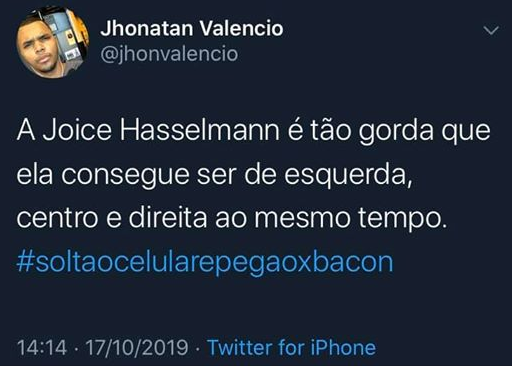 Jhonatan Valencio
@jhonvalencio
A Joice Hasselmann é tão gorda que
ela consegue ser de esquerda,
centro e direita ao mesmo tempo.
#soltaocelularepegaoxbacon
14:14 · 17/10/2019 · Twitter for iPhone